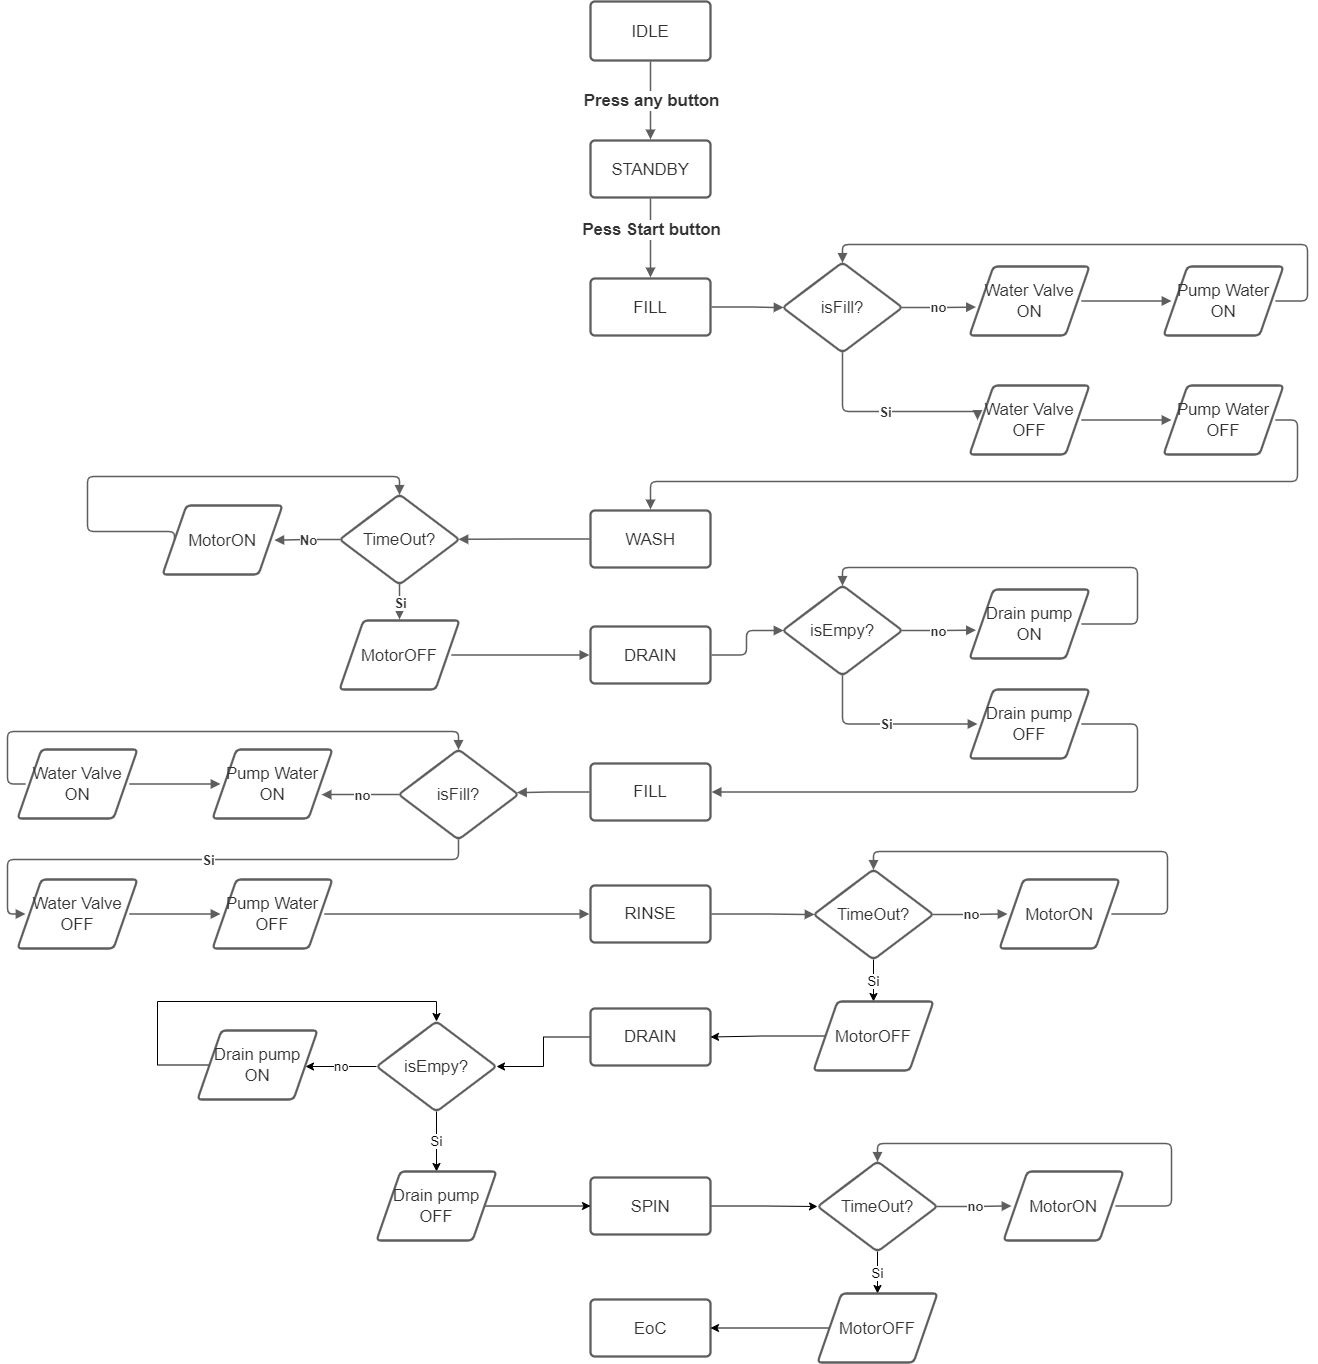 IDLE
Press any button
STANDBY
Pess Start button
FILL
isFill?
no
Water Valve
ON
Pump Water
ON
Si
Water Valve
OFF
Pump Water
OFF
WASH
TimeOut?
No
MotorON
Si
MotorOFF
DRAIN
isEmpy?
no
Drain pump
ON
Si
Drain pump
OFF
FILL
isFill?
no
Pump Water
ON
Water Valve
ON
Si
Water Valve
OFF
Pump Water
OFF
RINSE
TimeOut?
no
MotorON
Si
MotorOFF
DRAIN
isEmpy?
no
Drain pump
ON
Si
Drain pump
OFF
SPIN
TimeOut?
no
MotorON
Si
MotorOFF
EoC